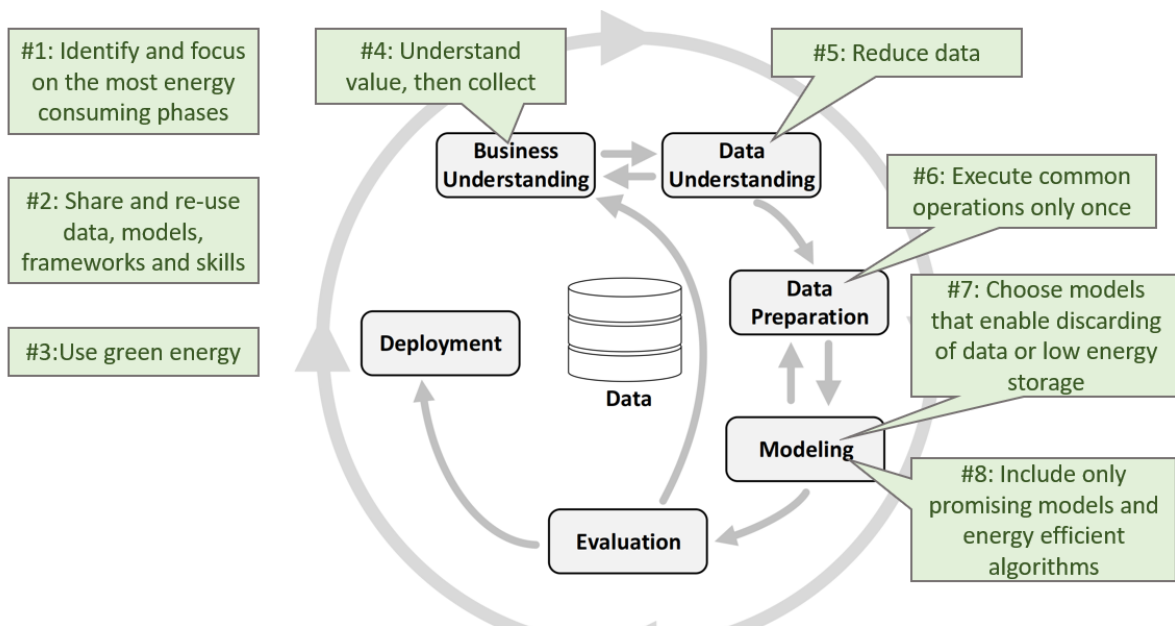 #1: Identify and focus
on the most energy
consuming phases
#2: Share and re-use
data, models,
frameworks and skills
#3:Use green energy
#4: Understand
value, then collect
#5: Reduce data
Business
Understanding
Data
Understanding
#6: Execute common
operations only once
Data
Preparation
#7: Choose models
that enable discarding
of data or low energy
storage
Deployment
Data
Modeling
#8: Include only
promising models and
energy efficient
algorithms
Evaluation